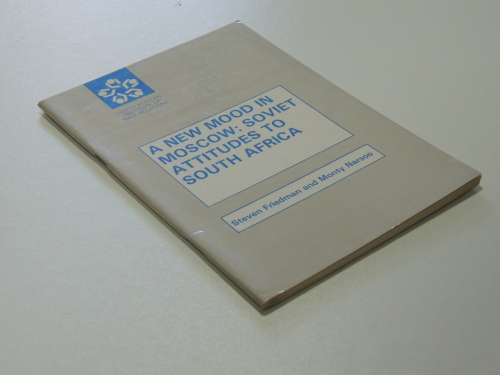 A NEW MOOD IN
MOSCOW: SOVIET
ATTITUDES TO
SOUTH AFRICA
Steven Friedman and Monty Narsoo